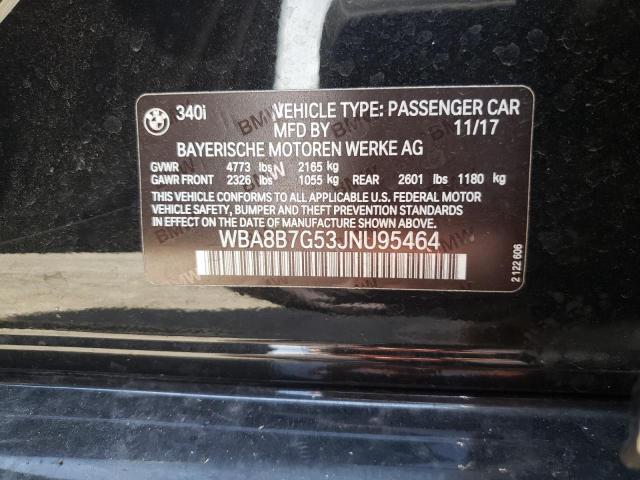 BMW 340i VEHICLE TYPE: PASSENGER CAR
MFD BY 11/17
BAYERISCHE MOTOREN WERKE AG
GVWR 4773 lbs 2165 kg
GAWR FRONT 2326 lbs 1055 kg REAR 2601 lbs 1180 kg
THIS VEHICLE CONFORMS TO ALL APPLICABLE U.S. FEDERAL MOTOR
VEHICLE SAFETY, BUMPER AND THEFT PREVENTION STANDARDS
IN EFFECT ON THE DATE OF MANUFACTURE SHOWN ABOVE.
WBA8B7G53JNU95464
2 122 606